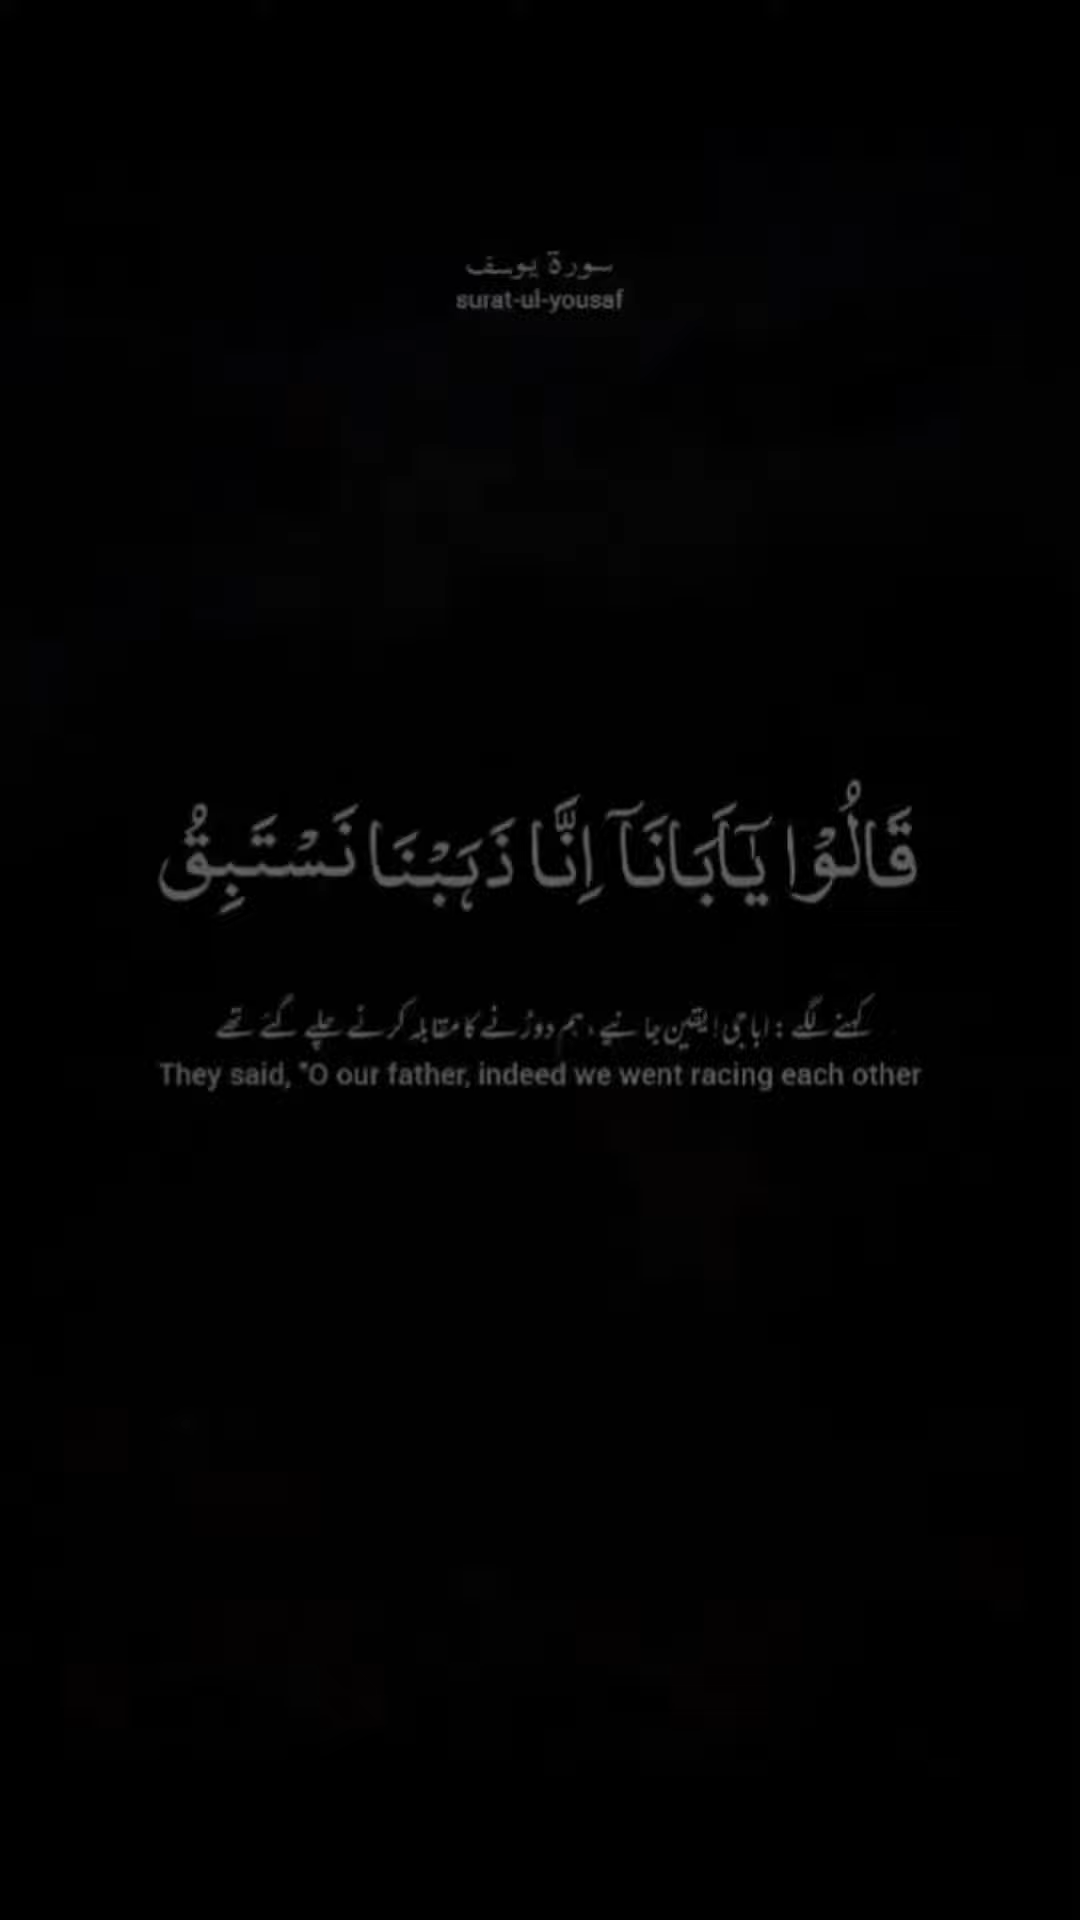 سورة يوسف
surat-ul-yousaf
قَالُوْا يٰۤاَبَانَاۤ اِنَّا ذَہَبْنَا نَسْتَبِقُ
کہنے لگے : ابا جی! یقین جانیے، ہم دوڑنے کا مقابلہ کرنے چلے گئے تھے
They said, "O our father, indeed we went racing each other